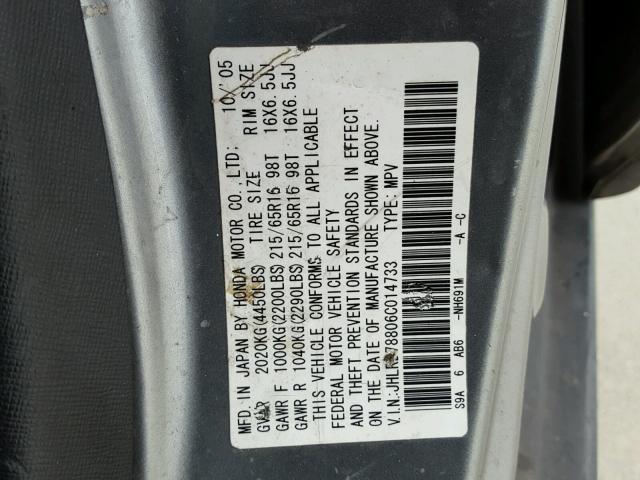 MFD. IN JAPAN BY HONDA MOTOR CO., LTD; 10/'05
GVWR 2020KG(4450LBS) TIRE SIZE RIM SIZE
GAWR F 1000KG(2200LBS) 215/65R16 98T 16X6.5JJ
GAWR R 1040KG(2290LBS) 215/65R16 98T 16X6.5JJ
THIS VEHICLE CONFORMS TO ALL APPLICABLE
FEDERAL MOTOR VEHICLE SAFETY
AND THEFT PREVENTION STANDARDS IN EFFECT
ON THE DATE OF MANUFACTURE SHOWN ABOVE.
V.I.N.: TYPE: MPV
S9A 6 AB6 -NH691M -A -C